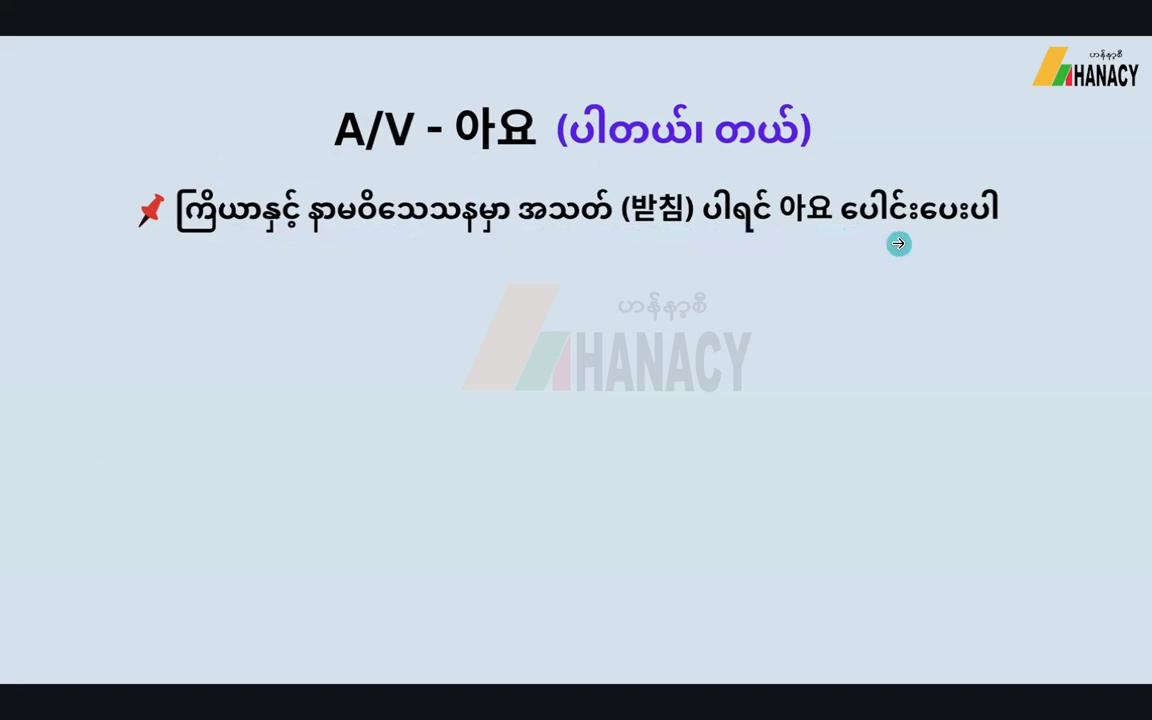 ဟန်နာ့စီ
HANACY
A/V - 아요 (ပါတယ်၊ တယ်)
📌 ကြိယာနှင့် နာမဝိသေသနမှာ အသတ် (받침) ပါရင် 아요 ပေါင်းပေးပါ
ဟန်နာ့စီ
HANACY